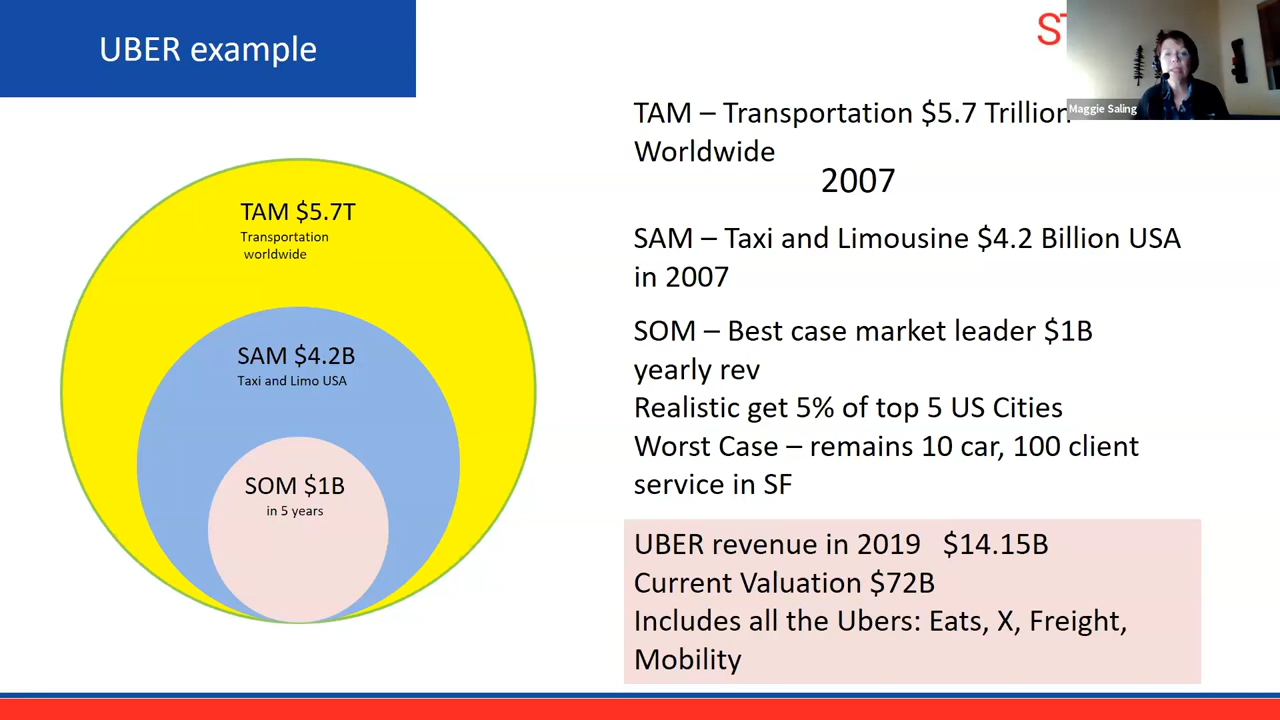 UBER example
Maggie Saling
TAM – Transportation $5.7 Trillion
Worldwide
2007
SAM – Taxi and Limousine $4.2 Billion USA
in 2007
SOM – Best case market leader $1B
yearly rev
Realistic get 5% of top 5 US Cities
Worst Case – remains 10 car, 100 client
service in SF
UBER revenue in 2019 $14.15B
Current Valuation $72B
Includes all the Ubers: Eats, X, Freight,
Mobility
TAM $5.7T
Transportation
worldwide
SAM $4.2B
Taxi and Limo USA
SOM $1B
in 5 years